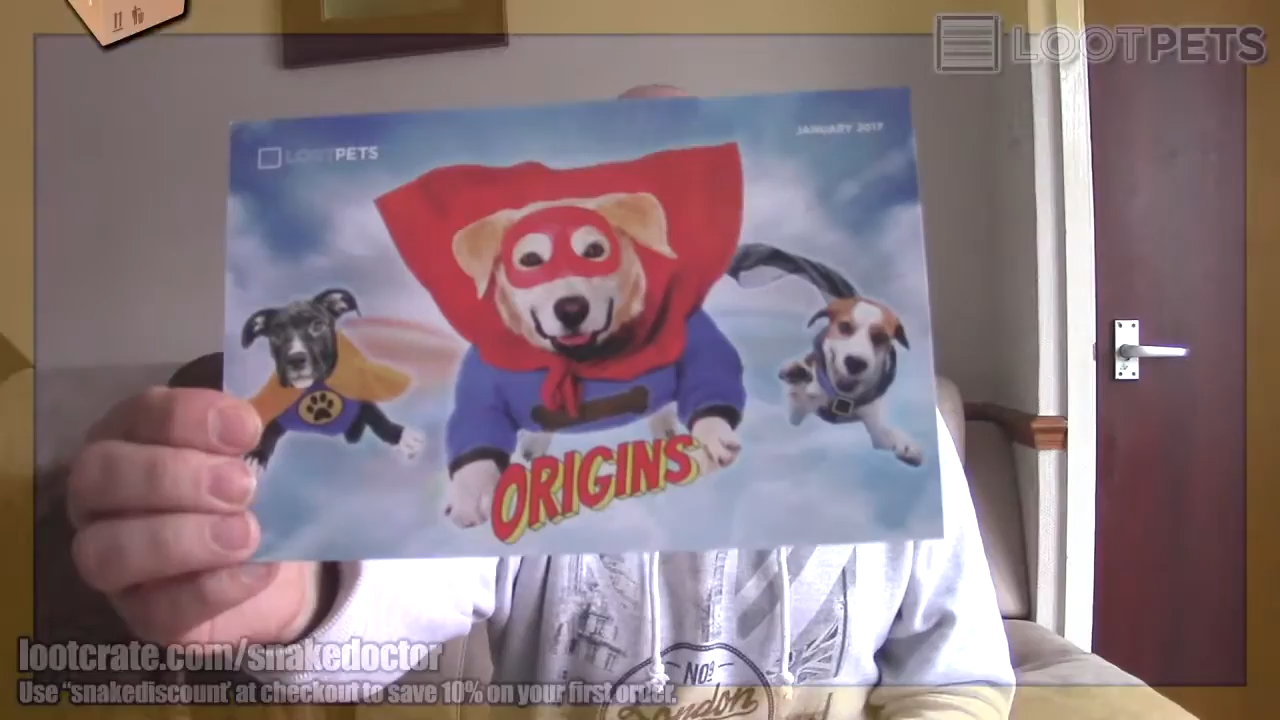 LOOTPETS
LOOTPETS
JANUARY 2017
ORIGINS
lootcrate.com/snakedoctor
Use "snakediscount' at checkout to save 10% on your first order.
London